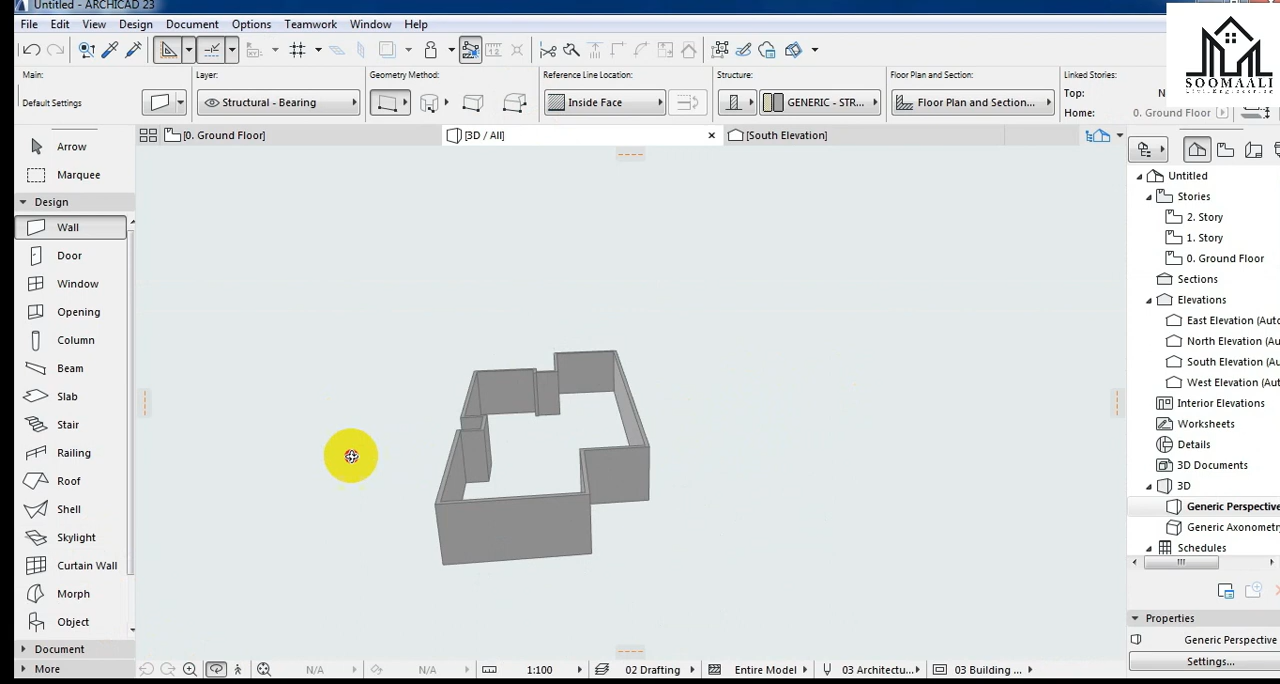 Untitled - ARCHICAD 23
File Edit View Design Document Options Teamwork Window Help
Main:
Layer:
Geometry Method:
Reference Line Location:
Structure:
Floor Plan and Section:
Linked Stories:
Default Settings
Structural - Bearing
Inside Face
GENERIC - STR...
Floor Plan and Section...
Top:
Home:
0. Ground Floor)
SOOMAALI
[0. Ground Floor]
[3D / All]
[South Elevation]
Arrow
Marquee
Design
Wall
Door
Window
Opening
Column
Beam
Slab
Stair
Railing
Roof
Shell
Skylight
Curtain Wall
Morph
Object
Document
More
Untitled
Stories
2. Story
1. Story
0. Ground Floor
Sections
Elevations
East Elevation (Auto
North Elevation (Auto
South Elevation (Auto
West Elevation (Auto
Interior Elevations
Worksheets
Details
3D Documents
3D
Generic Perspective
Generic Axonometr
Schedules
Properties
Generic Perspective
Settings...
N/A
N/A
1:100
02 Drafting
Entire Model
03 Architectu...
03 Building ...